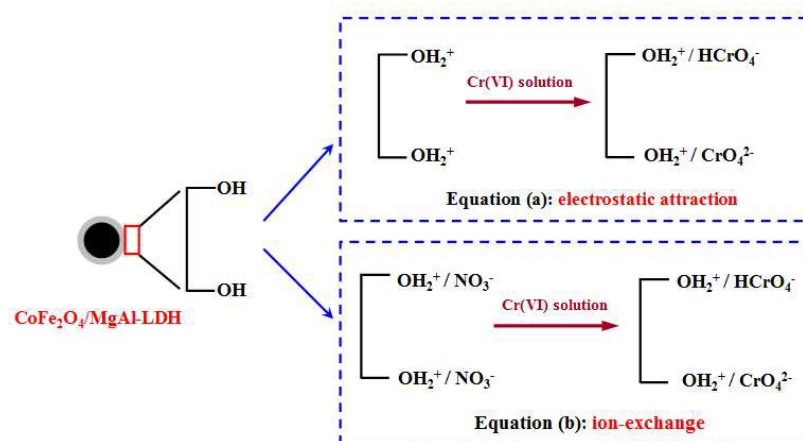 OH₂⁺
Cr(VI) solution
OH₂⁺ / HCrO₄⁻
OH₂⁺
OH₂⁺ / CrO₄²⁻
Equation (a): electrostatic attraction
OH
OH
CoFe₂O₄/MgAl-LDH
OH₂⁺ / NO₃⁻
Cr(VI) solution
OH₂⁺ / HCrO₄⁻
OH₂⁺ / NO₃⁻
OH₂⁺ / CrO₄²⁻
Equation (b): ion-exchange